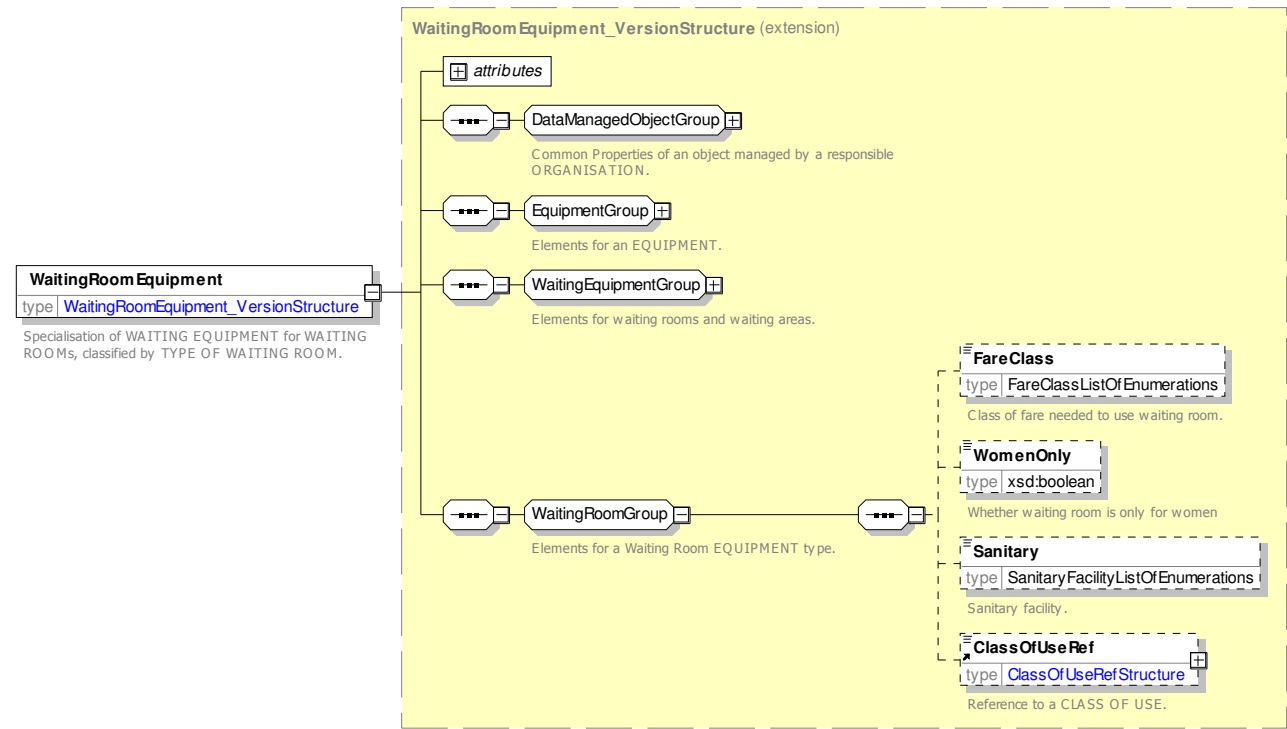 WaitingRoomEquipment_VersionStructure (extension)
attributes
DataManagedObjectGroup
Common Properties of an object managed by a responsible
ORGANISATION.
EquipmentGroup
Elements for an EQUIPMENT.
WaitingRoomEquipment
type WaitingRoomEquipment_VersionStructure
Specialisation of WAITING EQUIPMENT for WAITING
ROOMs, classified by TYPE OF WAITING ROOM.
WaitingEquipmentGroup
Elements for waiting rooms and waiting areas.
FareClass
type FareClassListOfEnumerations
Class of fare needed to use waiting room.
WomenOnly
type xsd:boolean
Whether waiting room is only for women
WaitingRoomGroup
Elements for a Waiting Room EQUIPMENT type.
Sanitary
type SanitaryFacilityListOfEnumerations
Sanitary facility.
ClassOfUseRef
type ClassOfUseRefStructure
Reference to a CLASS OF USE.